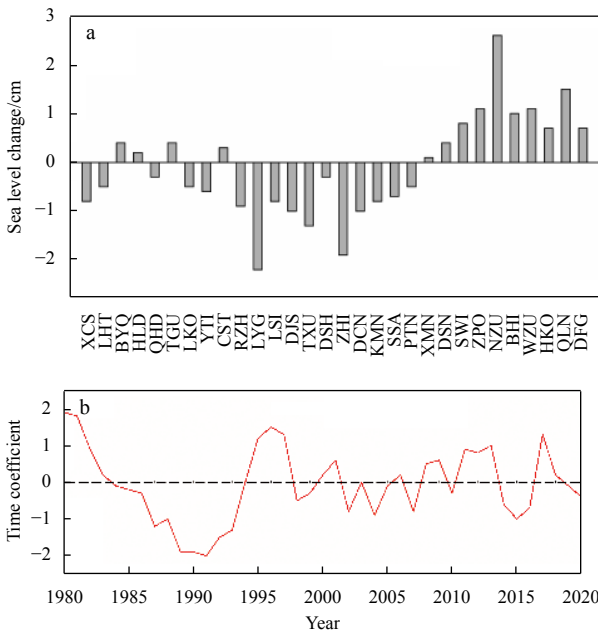 a
Sea level change/cm
3
2
1
0
−1
−2
XCS LHT BYQ HLD QHD TGU LKO YTI CST RZH LYG LSI DJS TXU DSH ZHI DCN KMN SSA PTN XMN DSN SWI ZPO NZU BHI WZU HKO QLN DFG
b
Time coefficient
2
1
0
−1
−2
1980 1985 1990 1995 2000 2005 2010 2015 2020
Year